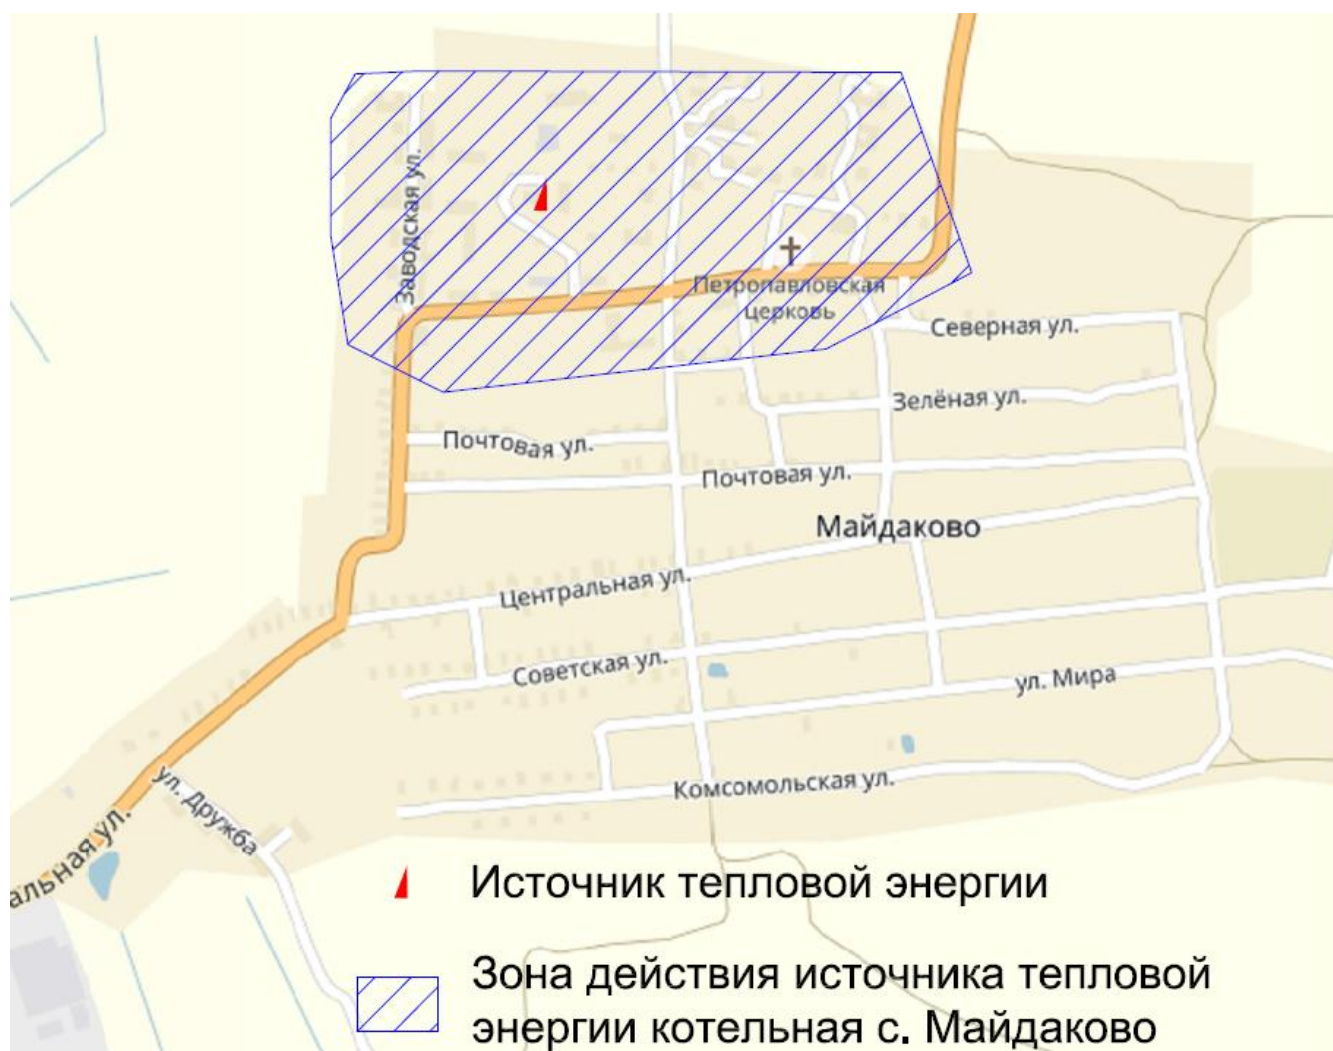 Заводская ул.
Петропавловская
церковь
Северная ул.
Зелёная ул.
Почтовая ул.
Почтовая ул.
Майдаково
Центральная ул.
Советская ул.
ул. Мира
Комсомольская ул.
ул. Дружба
альная ул.
Источник тепловой энергии
Зона действия источника тепловой
энергии котельная с. Майдаково